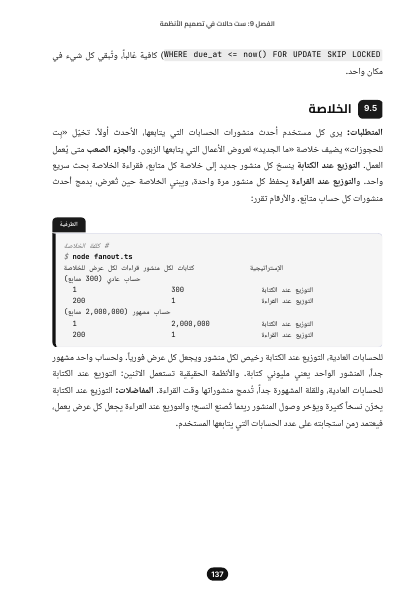 الفصل 9: ست حالات في تصميم الأنظمة
WHERE due_at <= now() FOR UPDATE SKIP LOCKED) كافية غالباً، وتُبقي كل شيء في
مكان واحد.
9.5 الخلاصة
المتطلبات: يرى كل مستخدم أحدث منشورات الحسابات التي يتابعها، الأحدث أولاً. تخيّل «بِت
للحجوزات» يضيف خلاصة «ما الجديد» لعروض الأعمال التي يتابعها الزبون. والجزء الصعب متى يُعمل
العمل. التوزيع عند الكتابة ينسخ كل منشور جديد إلى خلاصة كل متابِع، فقراءة الخلاصة بحث سريع
واحد. والتوزيع عند القراءة يحفظ كل منشور مرة واحدة، ويبني الخلاصة حين تُعرَض، بدمج أحدث
منشورات كل حساب متابَع. والأرقام تقرر:
الطرفية
# كلفة الخلاصة
$ node fanout.ts
الإستراتيجية كتابات لكل منشور قراءات لكل عرض للخلاصة
حساب عادي (300 متابع)
التوزيع عند الكتابة 300 1
التوزيع عند القراءة 1 200
حساب مشهور (2,000,000 متابع)
التوزيع عند الكتابة 2,000,000 1
التوزيع عند القراءة 1 200
للحسابات العادية، التوزيع عند الكتابة رخيص لكل منشور ويجعل كل عرض فورياً. ولحساب واحد مشهور
جداً، المنشور الواحد يعني مليوني كتابة. والأنظمة الحقيقية تستعمل الاثنين: التوزيع عند الكتابة
للحسابات العادية، وللقلة المشهورة جداً، تُدمج منشوراتها وقت القراءة. المفاضلات: التوزيع عند الكتابة
يخزّن نسخاً كثيرة ويؤخر وصول المنشور ريثما تُصنع النسخ؛ والتوزيع عند القراءة يجعل كل عرض يعمل،
فيعتمد زمن استجابته على عدد الحسابات التي يتابعها المستخدم.
137